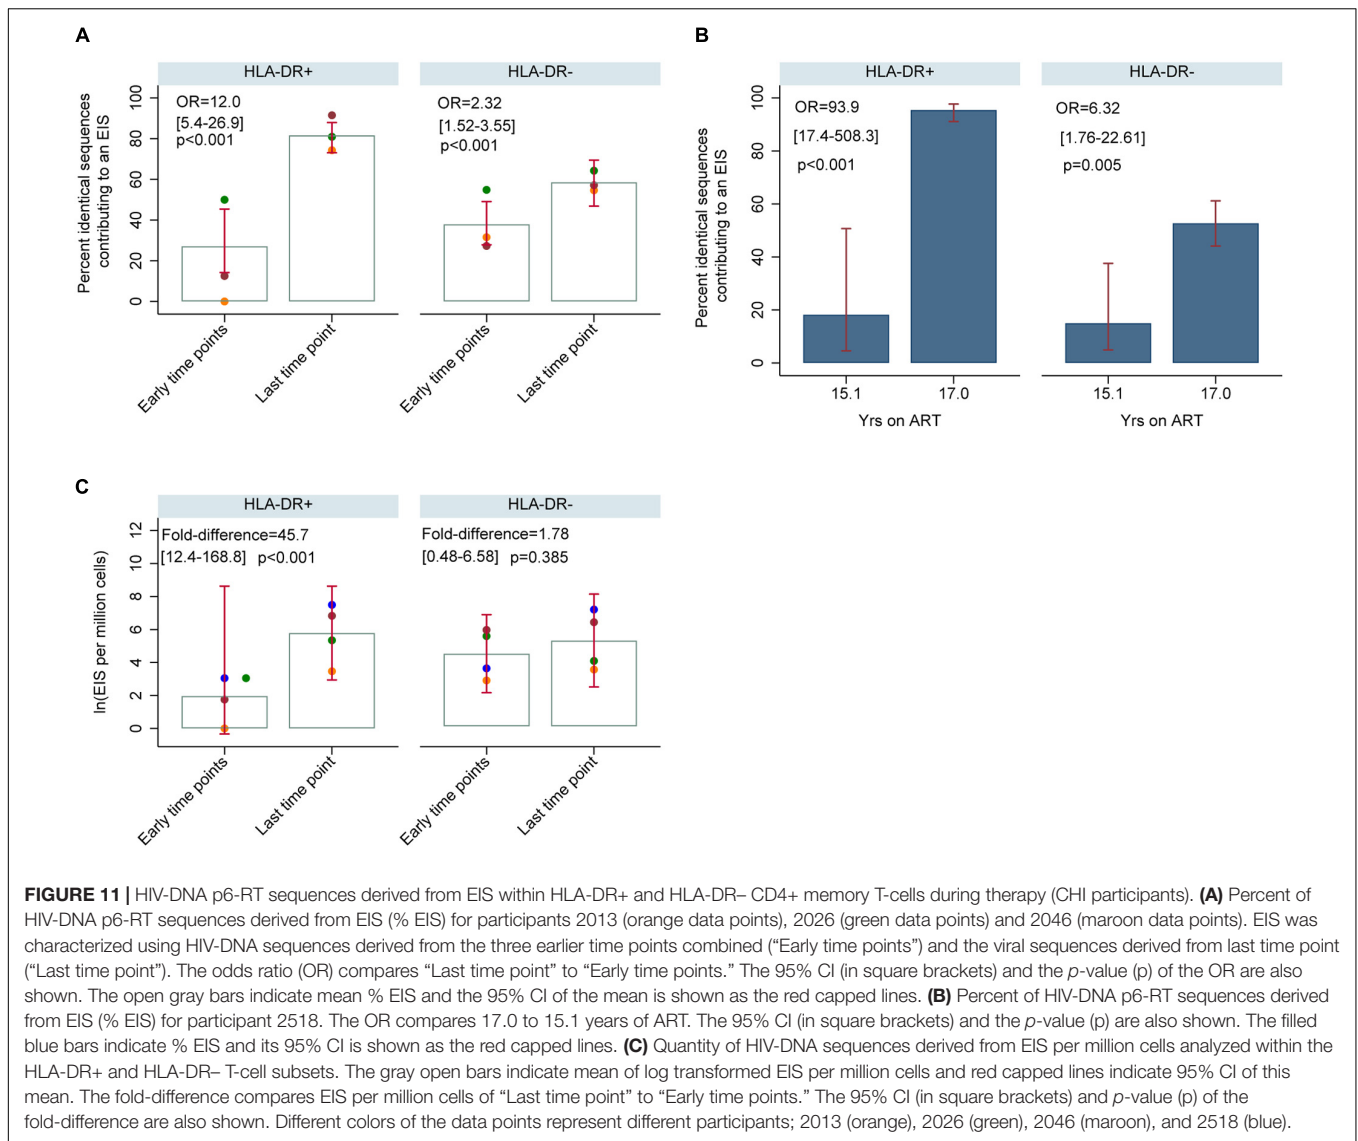 A
HLA-DR+
HLA-DR-
Percent identical sequences
contributing to an EIS
100
80
60
40
20
0
OR=12.0
[5.4-26.9]
p<0.001
OR=2.32
[1.52-3.55]
p<0.001
Early time points
Last time point
Early time points
Last time point
B
HLA-DR+
HLA-DR-
Percent identical sequences
contributing to an EIS
100
80
60
40
20
0
OR=93.9
[17.4-508.3]
p<0.001
OR=6.32
[1.76-22.61]
p=0.005
15.1
17.0
15.1
17.0
Yrs on ART
Yrs on ART
C
HLA-DR+
HLA-DR-
ln(EIS per million cells)
12
10
8
6
4
2
0
Fold-difference=45.7
[12.4-168.8] p<0.001
Fold-difference=1.78
[0.48-6.58] p=0.385
Early time points
Last time point
Early time points
Last time point
FIGURE 11 | HIV-DNA p6-RT sequences derived from EIS within HLA-DR+ and HLA-DR– CD4+ memory T-cells during therapy (CHI participants). (A) Percent of
HIV-DNA p6-RT sequences derived from EIS (% EIS) for participants 2013 (orange data points), 2026 (green data points) and 2046 (maroon data points). EIS was
characterized using HIV-DNA sequences derived from the three earlier time points combined (“Early time points”) and the viral sequences derived from last time point
(“Last time point”). The odds ratio (OR) compares “Last time point” to “Early time points.” The 95% CI (in square brackets) and the p-value (p) of the OR are also
shown. The open gray bars indicate mean % EIS and the 95% CI of the mean is shown as the red capped lines. (B) Percent of HIV-DNA p6-RT sequences derived
from EIS (% EIS) for participant 2518. The OR compares 17.0 to 15.1 years of ART. The 95% CI (in square brackets) and the p-value (p) are also shown. The filled
blue bars indicate % EIS and its 95% CI is shown as the red capped lines. (C) Quantity of HIV-DNA sequences derived from EIS per million cells analyzed within the
HLA-DR+ and HLA-DR– T-cell subsets. The gray open bars indicate mean of log transformed EIS per million cells and red capped lines indicate 95% CI of this
mean. The fold-difference compares EIS per million cells of “Last time point” to “Early time points.” The 95% CI (in square brackets) and p-value (p) of the
fold-difference are also shown. Different colors of the data points represent different participants; 2013 (orange), 2026 (green), 2046 (maroon), and 2518 (blue).